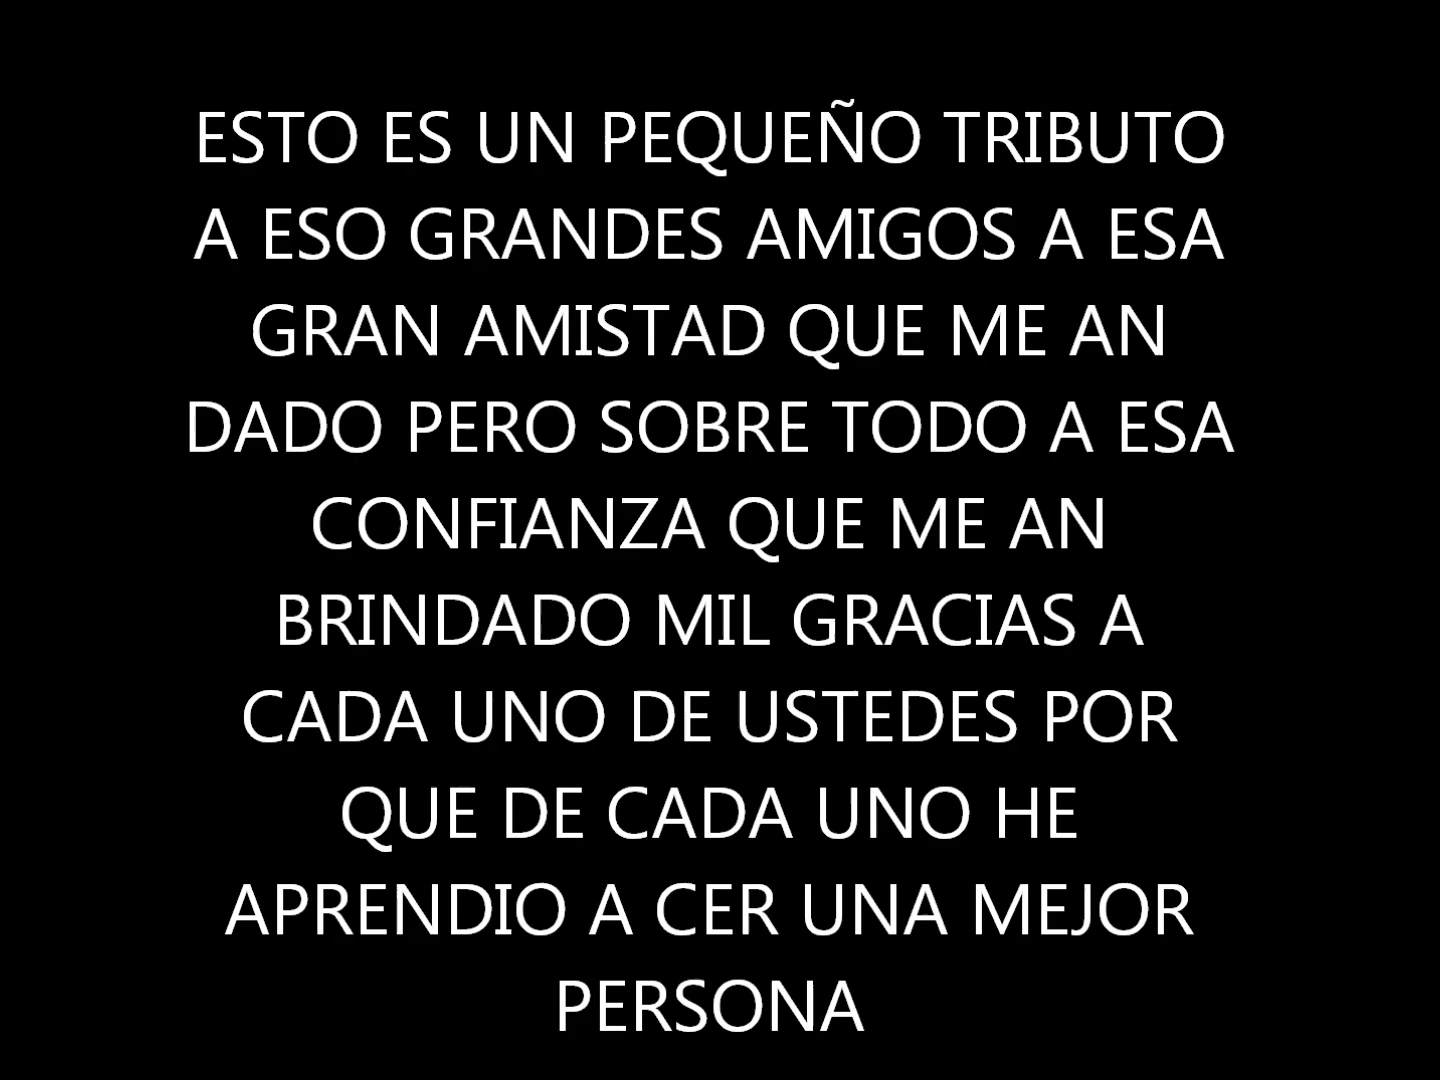 ESTO ES UN PEQUEÑO TRIBUTO
A ESO GRANDES AMIGOS A ESA
GRAN AMISTAD QUE ME AN
DADO PERO SOBRE TODO A ESA
CONFIANZA QUE ME AN
BRINDADO MIL GRACIAS A
CADA UNO DE USTEDES POR
QUE DE CADA UNO HE
APRENDIO A CER UNA MEJOR
PERSONA